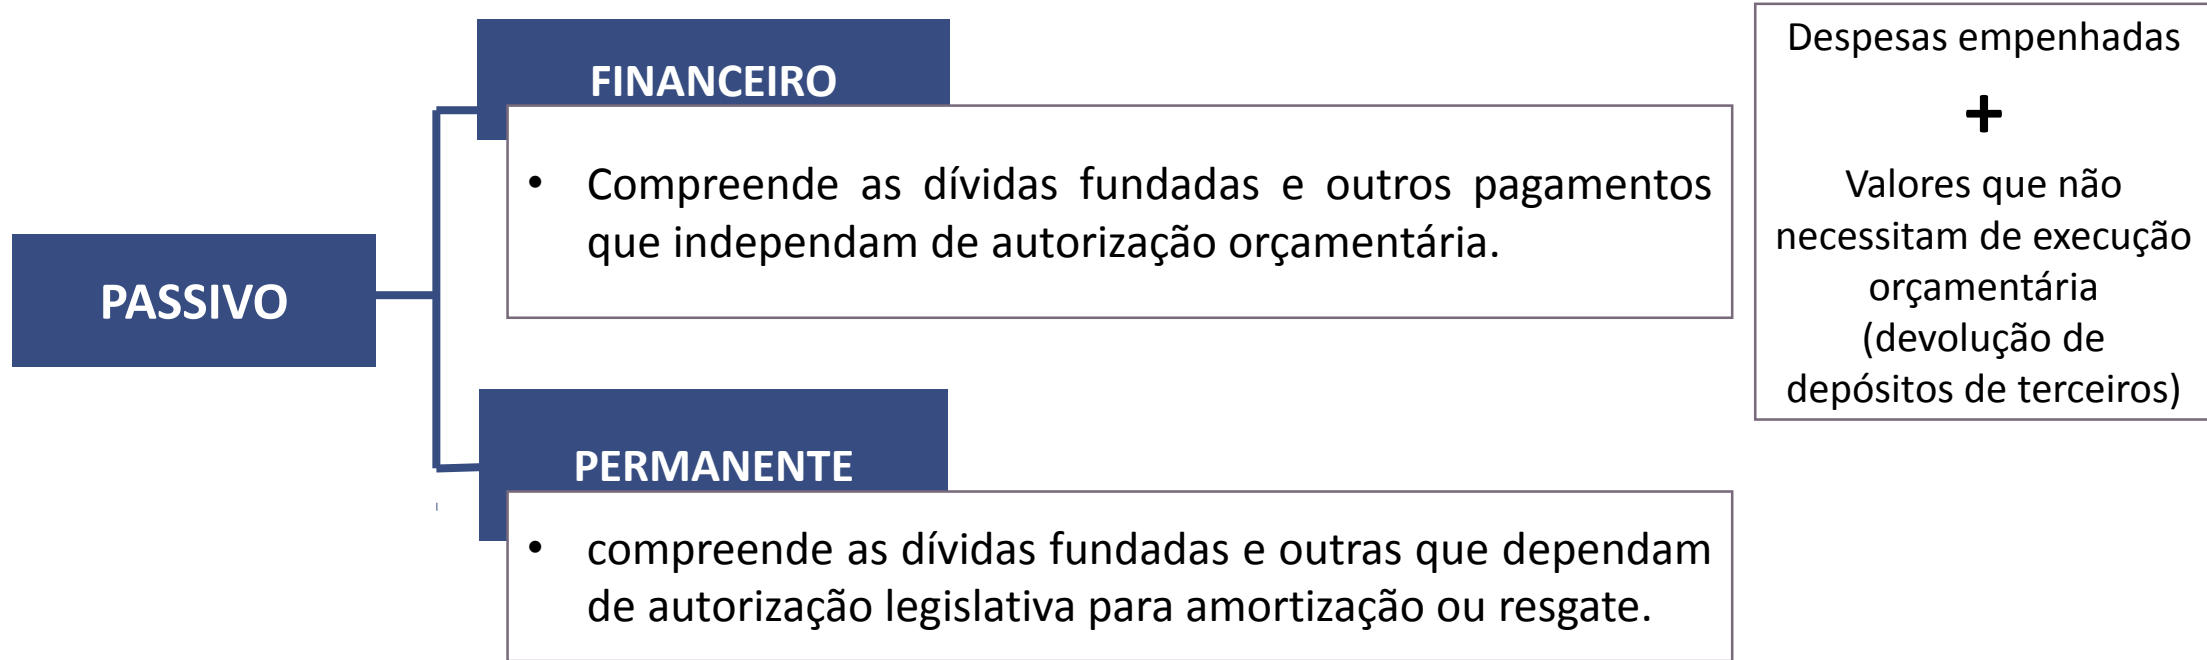 PASSIVO
FINANCEIRO
• Compreende as dívidas fundadas e outros pagamentos
que independam de autorização orçamentária.
PERMANENTE
• compreende as dívidas fundadas e outras que dependam
de autorização legislativa para amortização ou resgate.
Despesas empenhadas
+
Valores que não
necessitam de execução
orçamentária
(devolução de
depósitos de terceiros)